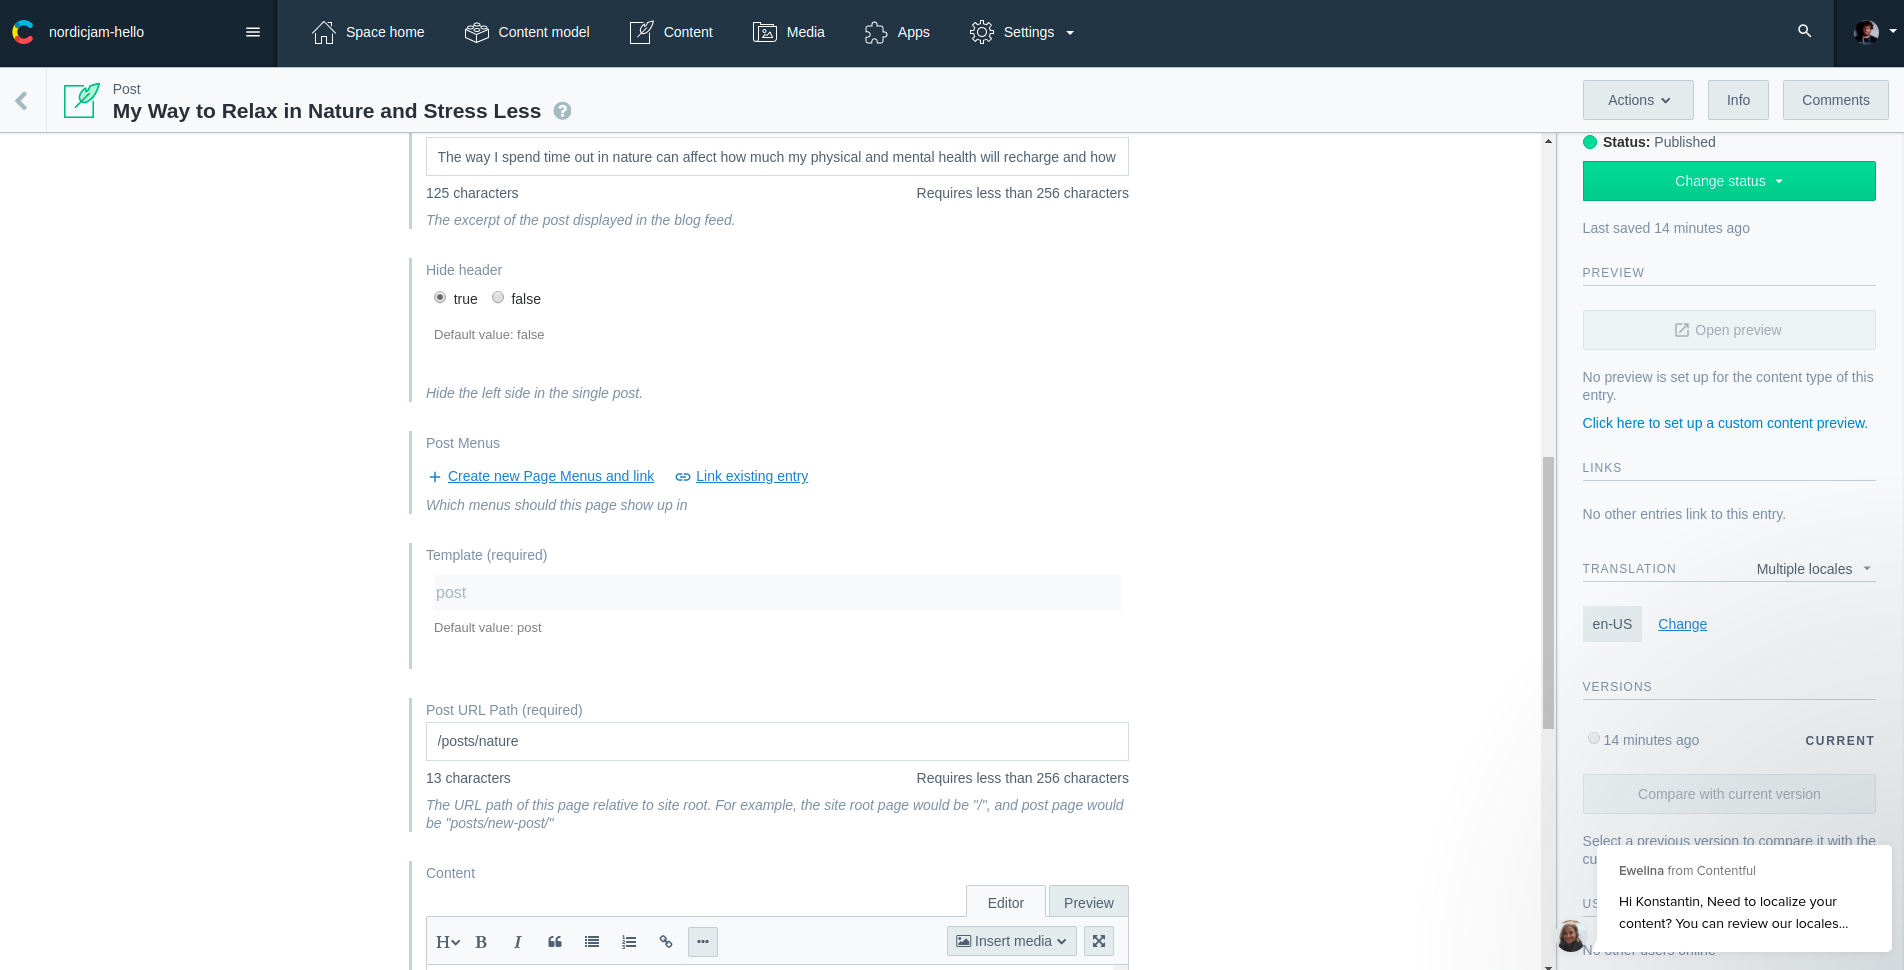 nordicjam-hello
Space home
Content model
Content
Media
Apps
Settings
Post
My Way to Relax in Nature and Stress Less
?
Actions
Info
Comments
The way I spend time out in nature can affect how much my physical and mental health will recharge and how
125 characters
Requires less than 256 characters
The excerpt of the post displayed in the blog feed.
Hide header
true
false
Default value: false
Hide the left side in the single post.
Post Menus
Create new Page Menus and link
Link existing entry
Which menus should this page show up in
Template (required)
post
Default value: post
Post URL Path (required)
/posts/nature
13 characters
Requires less than 256 characters
The URL path of this page relative to site root. For example, the site root page would be "/", and post page would
be "posts/new-post/"
Content
Editor
Preview
H
B
I
Insert media
Status: Published
Change status
Last saved 14 minutes ago
PREVIEW
Open preview
No preview is set up for the content type of this
entry.
Click here to set up a custom content preview.
LINKS
No other entries link to this entry.
TRANSLATION
Multiple locales
en-US
Change
VERSIONS
14 minutes ago
CURRENT
Compare with current version
Select a previous version to compare it with the
Ewelina from Contentful
Hi Konstantin, Need to localize your
content? You can review our locales...
No other users online